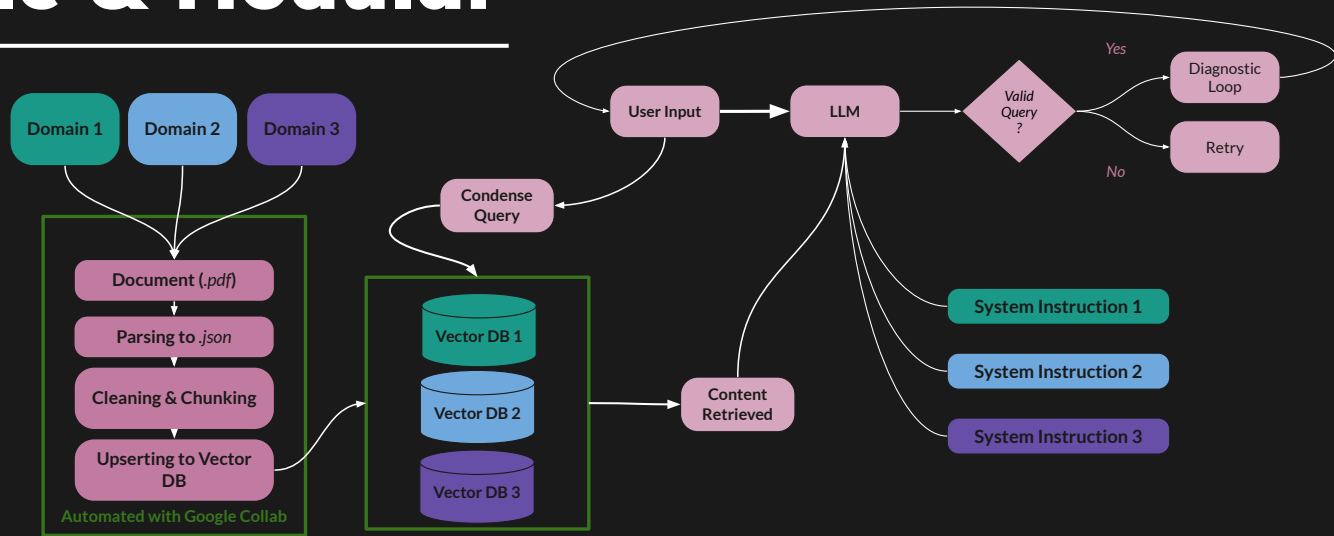 & Modular
Yes
Diagnostic
Loop
Domain 1
Domain 2
Domain 3
User Input
LLM
Valid
Query
?
Retry
No
Condense
Query
Document (.pdf)
Parsing to .json
Cleaning & Chunking
Upserting to Vector
DB
Automated with Google Collab
Vector DB 1
Vector DB 2
Vector DB 3
Content
Retrieved
System Instruction 1
System Instruction 2
System Instruction 3